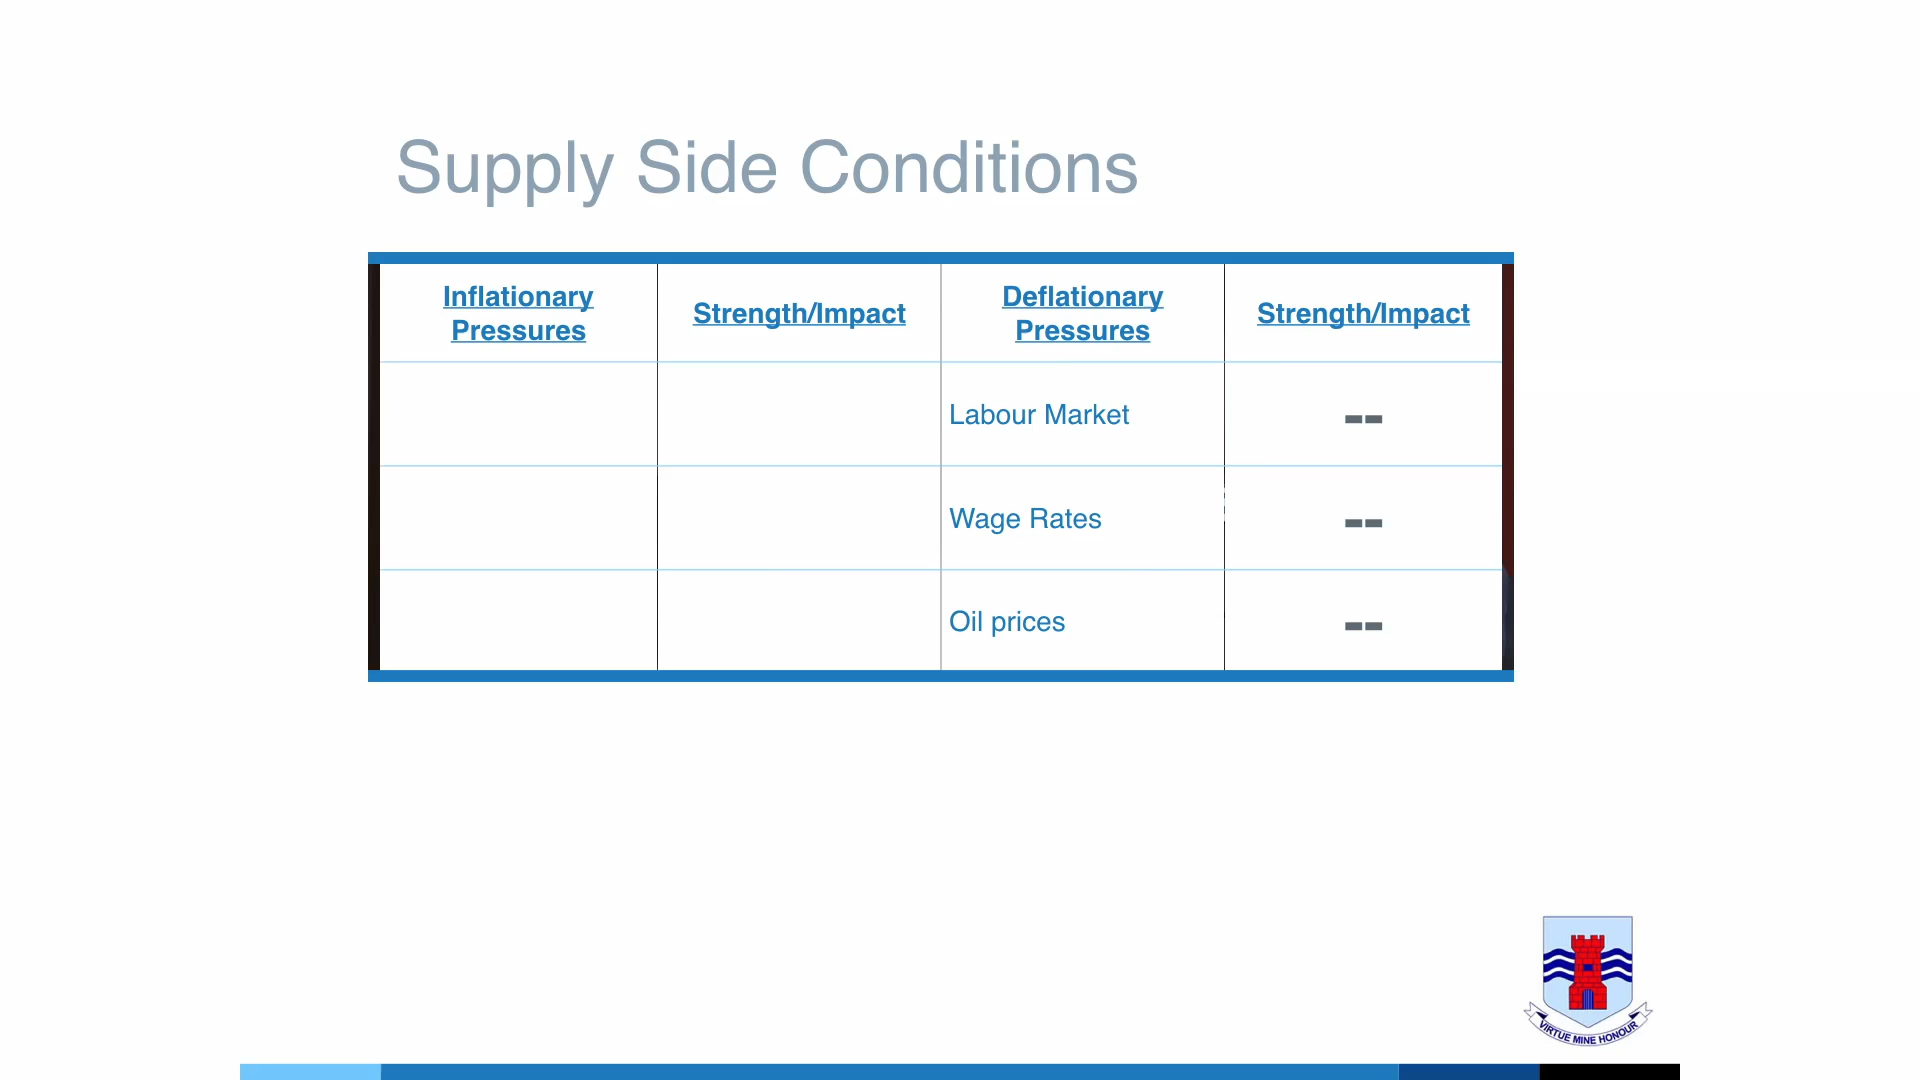 Supply Side Conditions
Inflationary
Pressures
Strength/Impact
Deflationary
Pressures
Strength/Impact
Labour Market
--
Wage Rates
--
Oil prices
--
VIRTUE MINE HONOUR